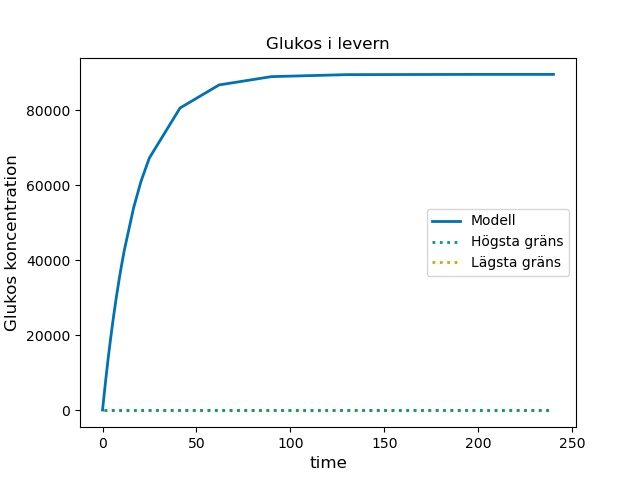 Glukos i levern
Glukos koncentration
80000
60000
40000
20000
0
Modell
Högsta gräns
Lägsta gräns
0 50 100 150 200 250
time